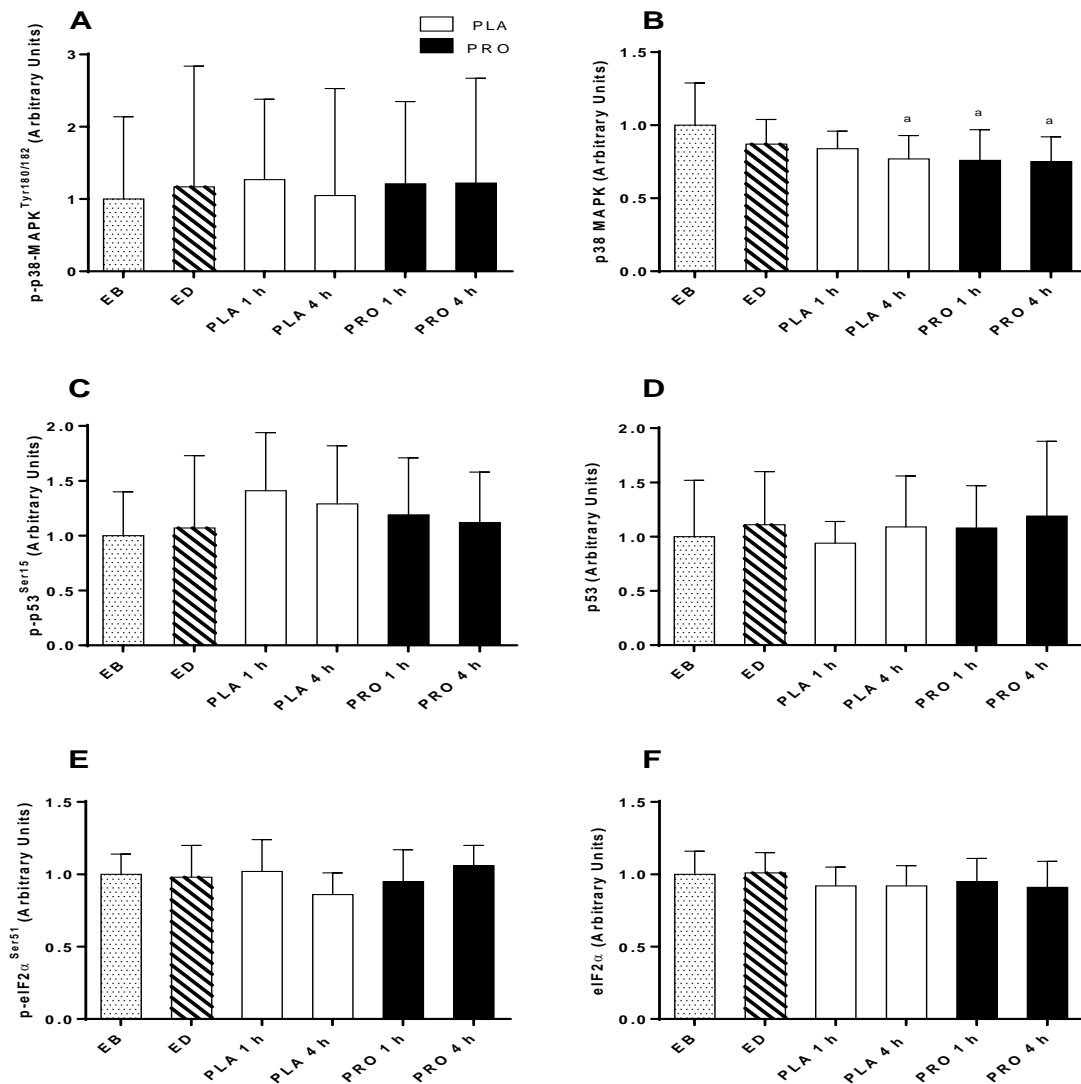 A
PLA
PRO
p-p38-MAPK^Tyr180/182 (Arbitrary Units)
3
2
1
0
EB
ED
PLA 1 h
PLA 4 h
PRO 1 h
PRO 4 h
B
p38 MAPK (Arbitrary Units)
1.5
1.0
0.5
0.0
a
a
a
EB
ED
PLA 1 h
PLA 4 h
PRO 1 h
PRO 4 h
C
p-p53^Ser15 (Arbitrary Units)
2.0
1.5
1.0
0.5
0.0
EB
ED
PLA 1 h
PLA 4 h
PRO 1 h
PRO 4 h
D
p53 (Arbitrary Units)
2.0
1.5
1.0
0.5
0.0
EB
ED
PLA 1 h
PLA 4 h
PRO 1 h
PRO 4 h
E
p-eIF2α^Ser51 (Arbitrary Units)
1.5
1.0
0.5
0.0
EB
ED
PLA 1 h
PLA 4 h
PRO 1 h
PRO 4 h
F
eIF2α (Arbitrary Units)
1.5
1.0
0.5
0.0
EB
ED
PLA 1 h
PLA 4 h
PRO 1 h
PRO 4 h